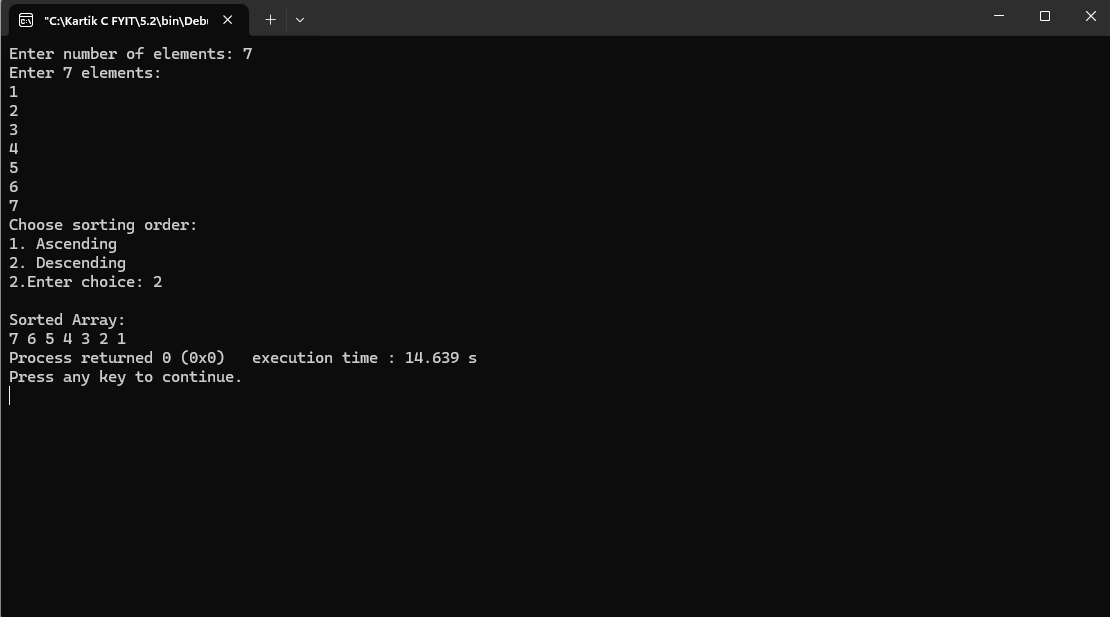 "C:\Kartik C FYIT\5.2\bin\Debu
Enter number of elements: 7
Enter 7 elements:
1
2
3
4
5
6
7
Choose sorting order:
1. Ascending
2. Descending
2.Enter choice: 2
Sorted Array:
7 6 5 4 3 2 1
Process returned 0 (0x0)   execution time : 14.639 s
Press any key to continue.